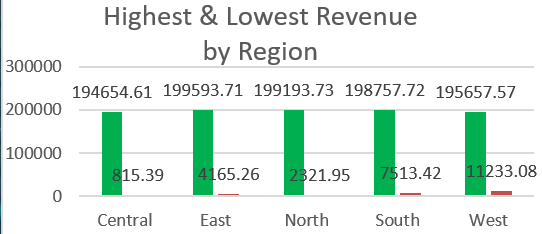 Highest & Lowest Revenue
by Region
300000
200000
100000
0
194654.61 199593.71 199193.73 198757.72 195657.57
815.39 4165.26 2321.95 7513.42 11233.08
Central East North South West